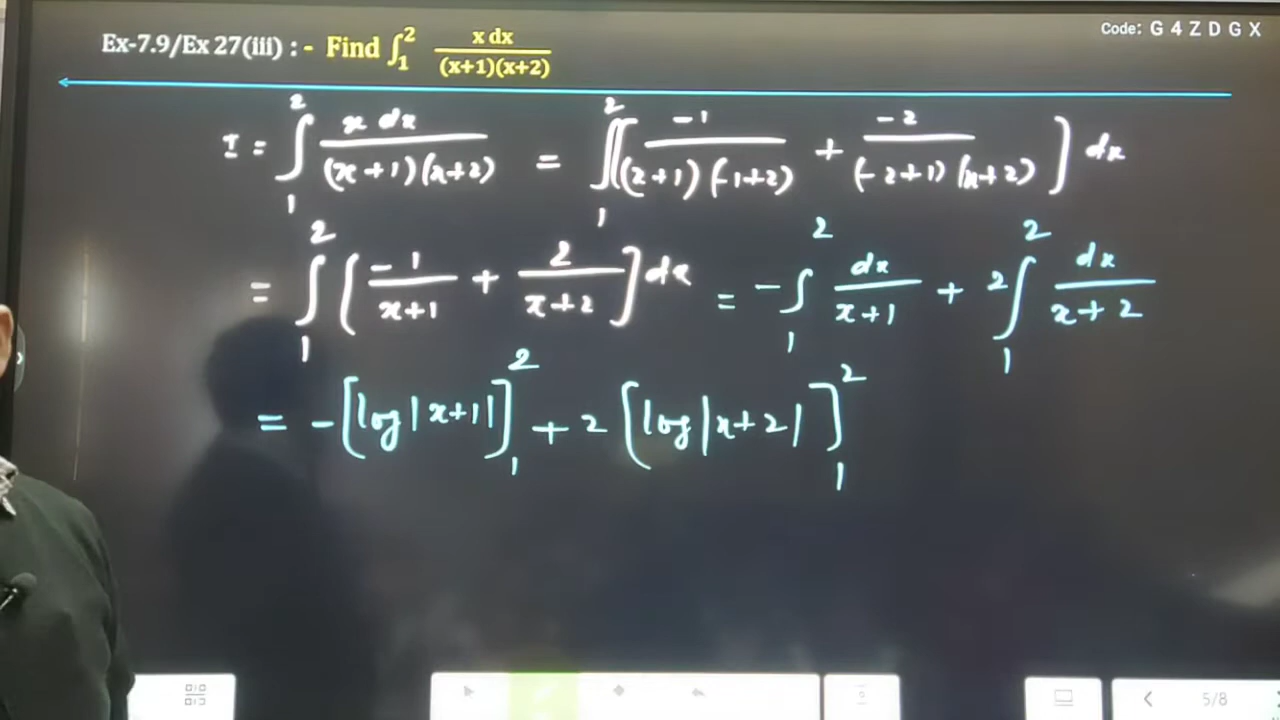 Code: G 4 Z D G X
Ex-7.9/Ex 27(iii) : - Find ∫₁² x dx / (x+1)(x+2)
I = ∫₁² x dx / (x+1)(x+2) = ∫₁² [ -1 / (x+1)(-1+2) + -2 / (-2+1)(x+2) ] dx
= ∫₁² [ -1 / x+1 + 2 / x+2 ] dx = - ∫₁² dx / x+1 + 2 ∫₁² dx / x+2
= - [log |x+1|]₁² + 2 [log |x+2|]₁²
5/8